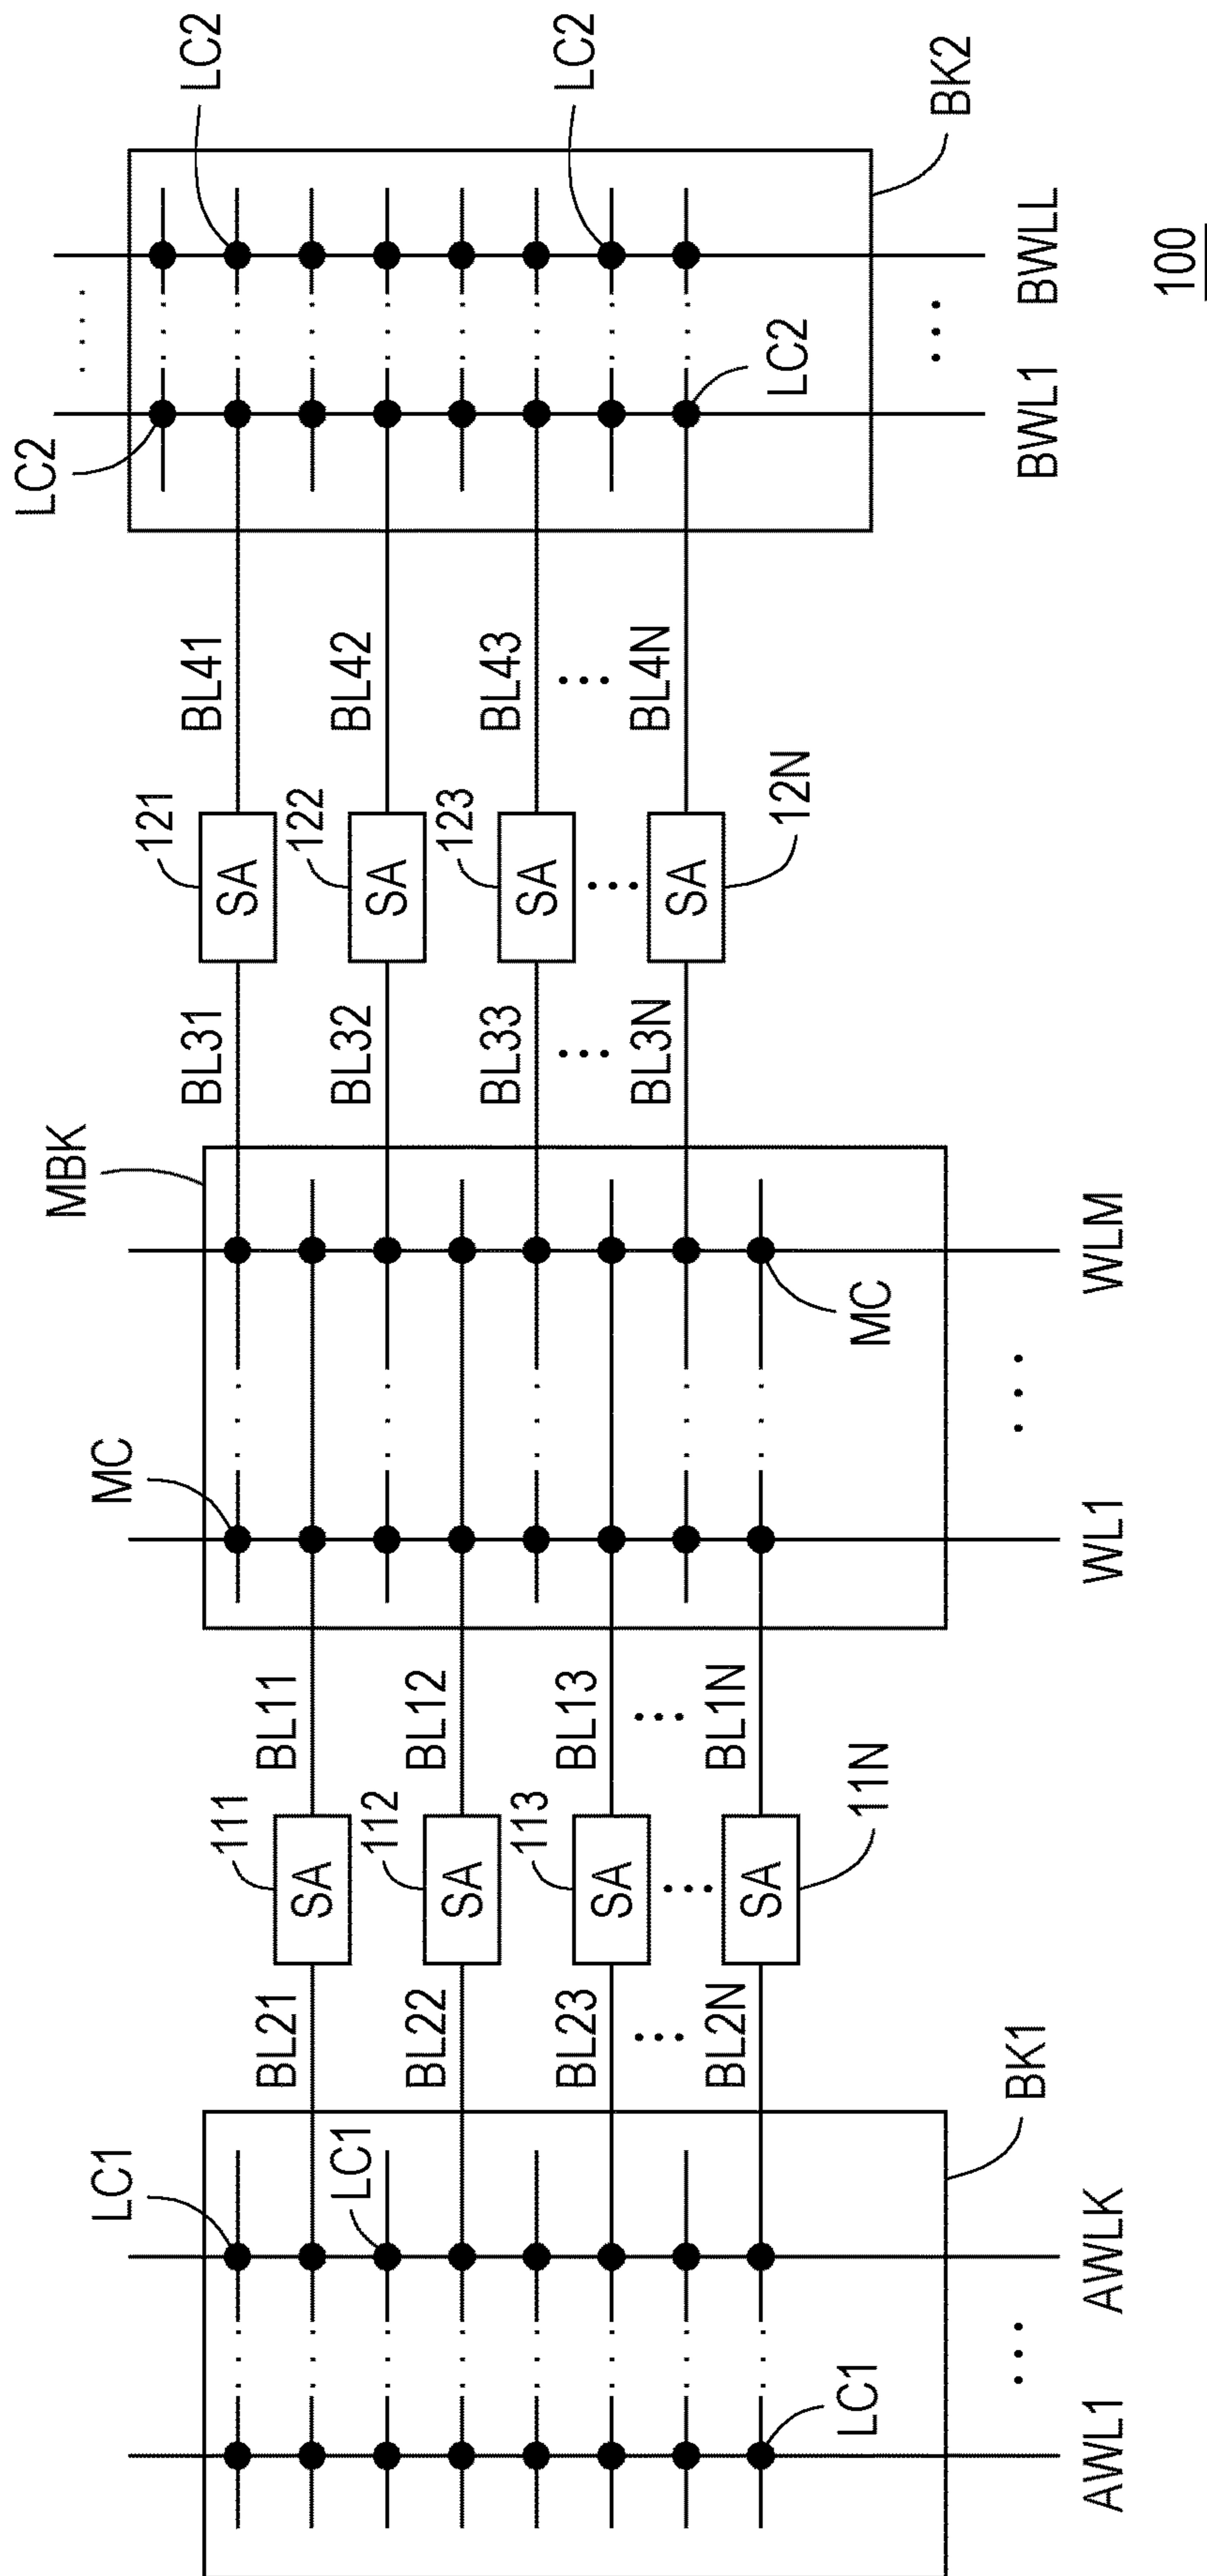 LC2
LC2
LC2
LC2
BK2
BWL1
BWLL
100
BL41
BL42
BL43
BL4N
121
122
123
12N
SA
SA
SA
SA
BL31
BL32
BL33
BL3N
MBK
MC
MC
WL1
WLM
BL11
BL12
BL13
BL1N
111
112
113
11N
SA
SA
SA
SA
BL21
BL22
BL23
BL2N
LC1
LC1
LC1
BK1
AWL1
AWLK